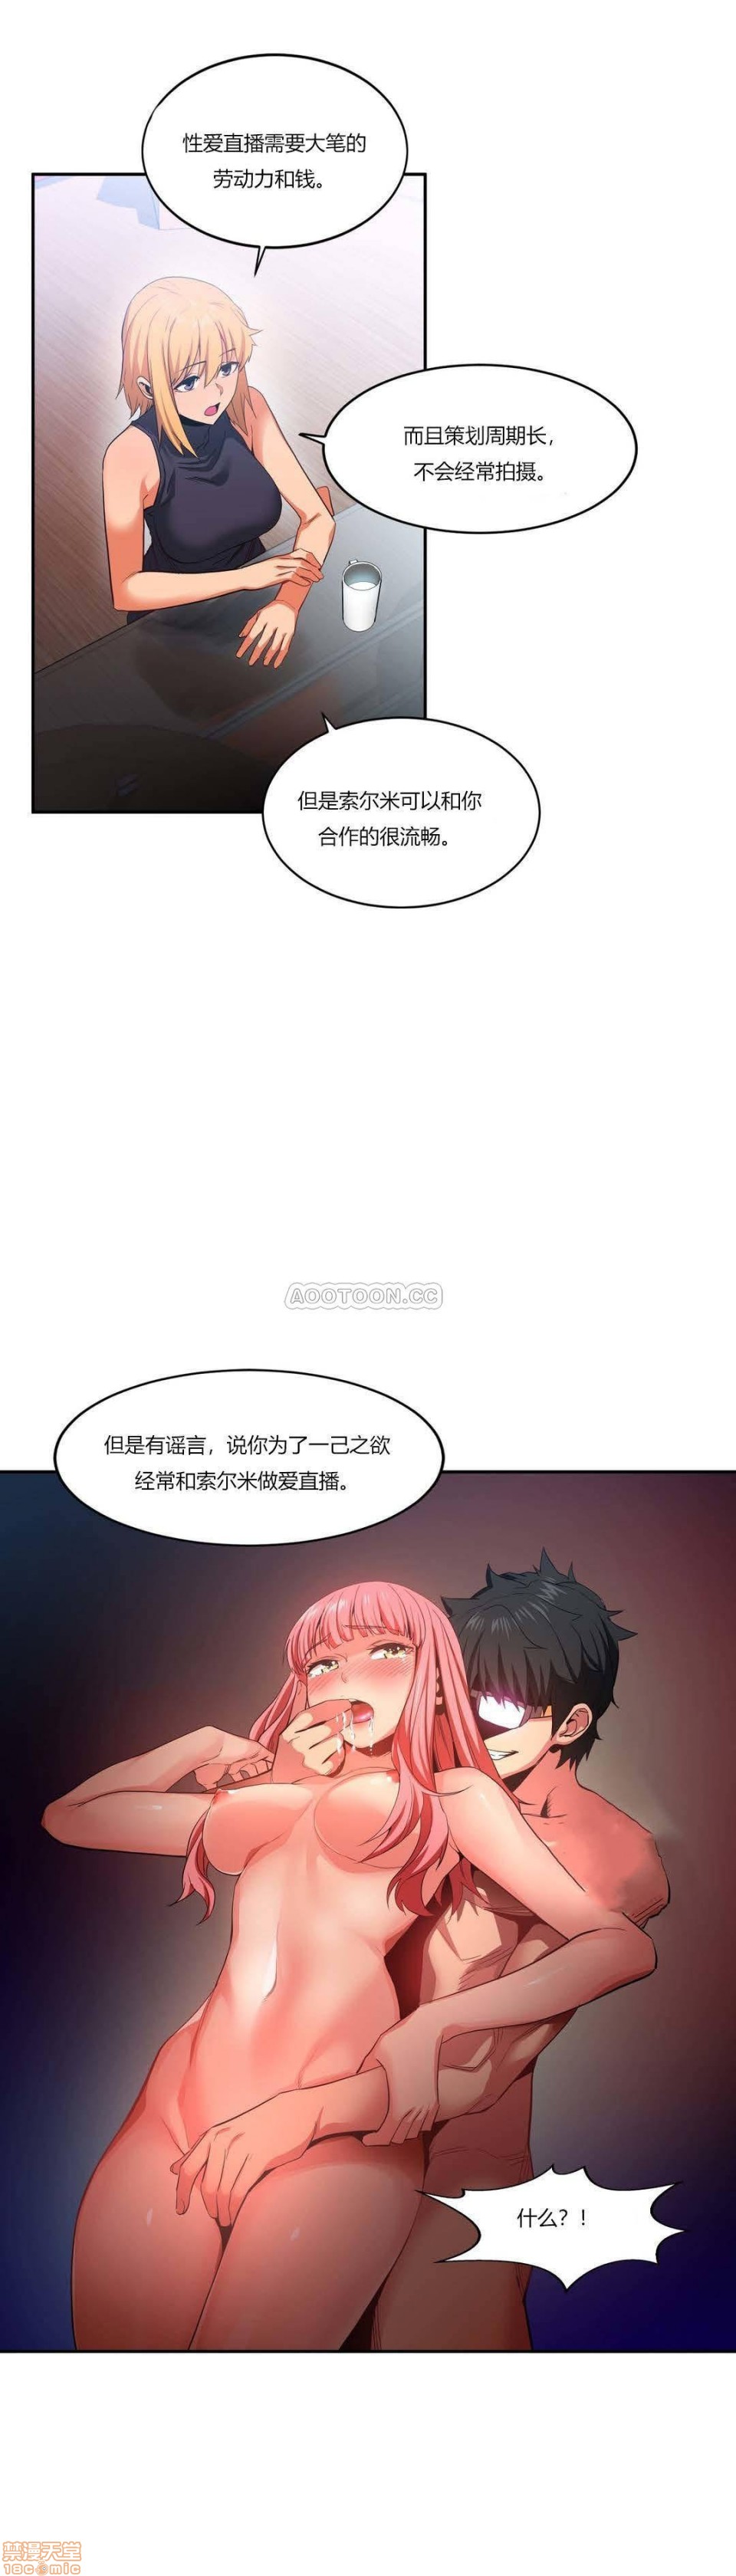 性爱直播需要大笔的
劳动力和钱。
而且策划周期长，
不会经常拍摄。
但是索尔米可以和你
合作的很流畅。
AOOTOON.CC
但是有谣言，说你为了一己之欲
经常和索尔米做爱直播。
什么？！
禁漫天堂
18comic